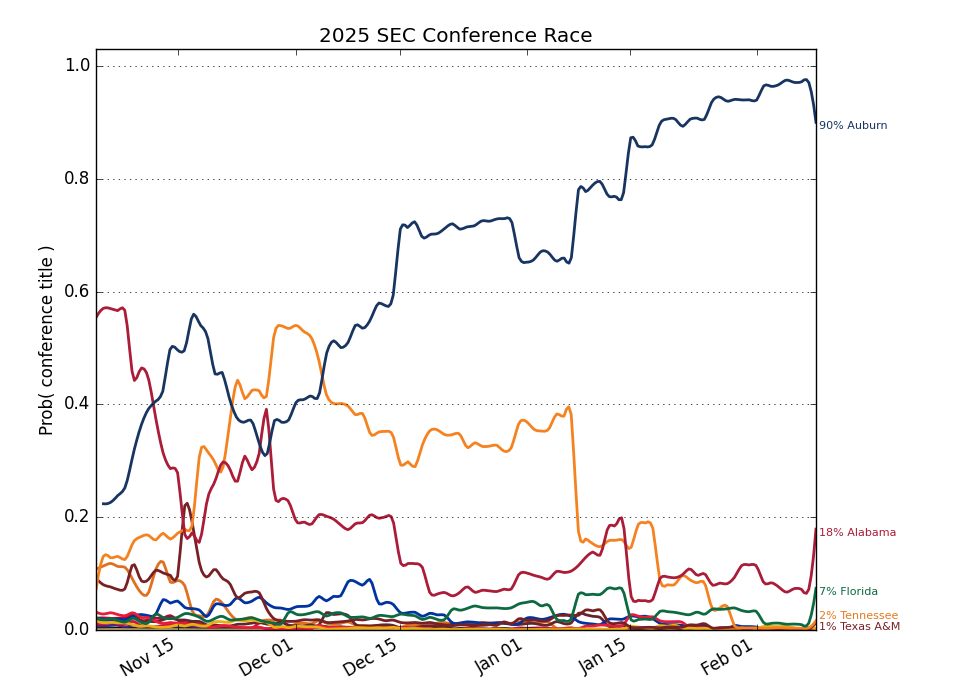 2025 SEC Conference Race
Prob( conference title )
1.0
0.8
0.6
0.4
0.2
0.0
Nov 15
Dec 01
Dec 15
Jan 01
Jan 15
Feb 01
90% Auburn
18% Alabama
7% Florida
2% Tennessee
1% Texas A&M